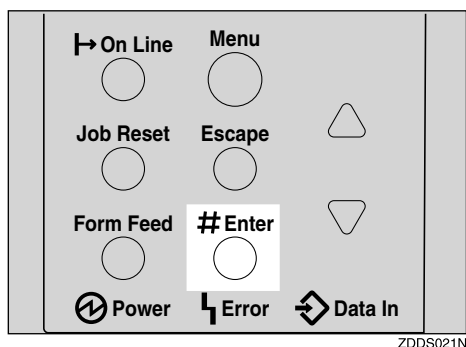 On Line Menu
Job Reset Escape
Form Feed # Enter
Power Error Data In
ZDDS021N